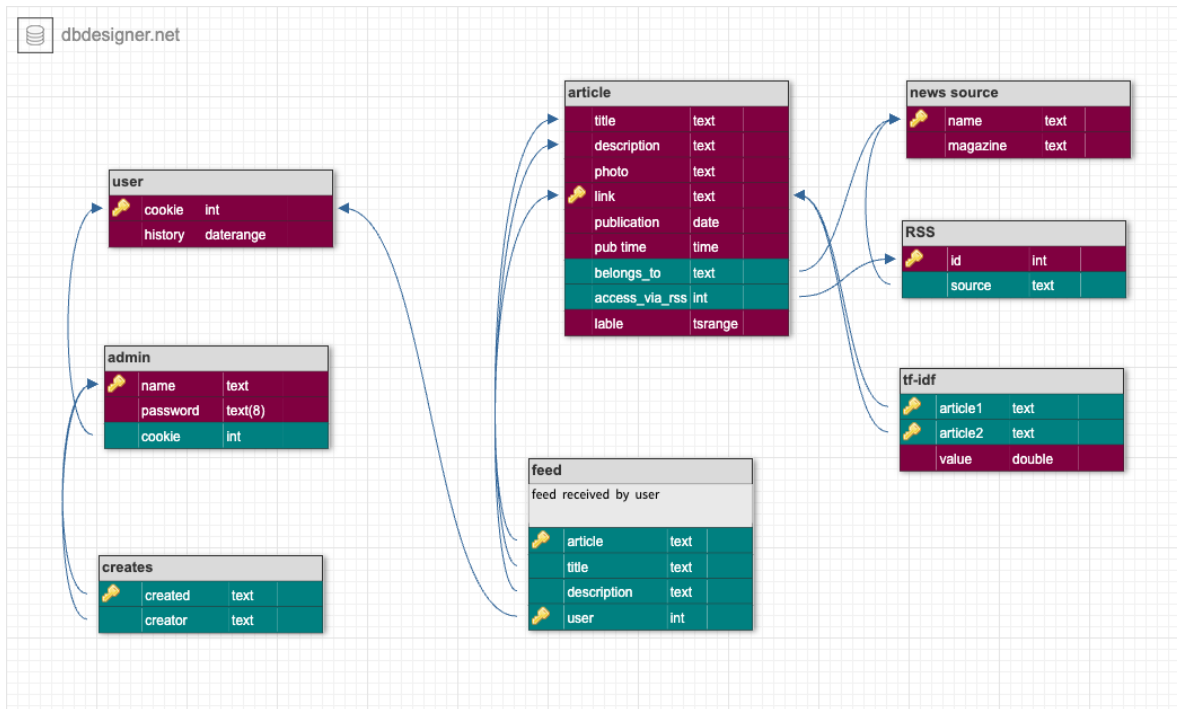 dbdesigner.net
user
cookie int
history daterange
admin
name text
password text(8)
cookie int
creates
created text
creator text
article
title text
description text
photo text
link text
publication date
pub time time
belongs_to text
access_via_rss int
lable tsrange
feed
feed received by user
article text
title text
description text
user int
news source
name text
magazine text
RSS
id int
source text
tf-idf
article1 text
article2 text
value double